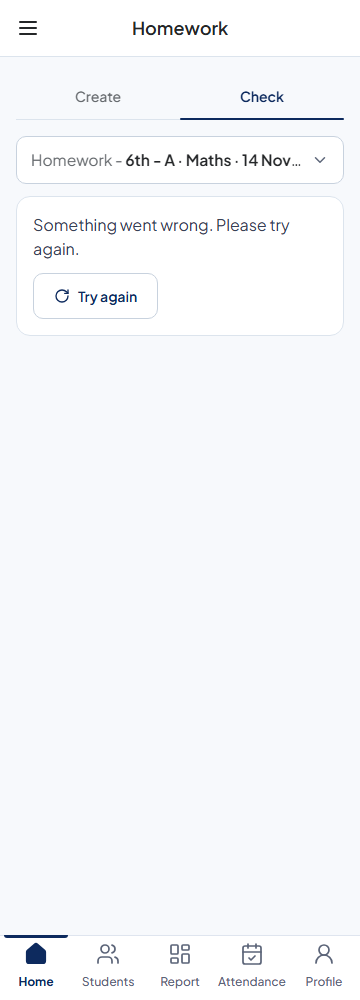 Homework
Create
Check
Homework - 6th - A · Maths · 14 Nov...
Something went wrong. Please try
again.
Try again
Home
Students
Report
Attendance
Profile